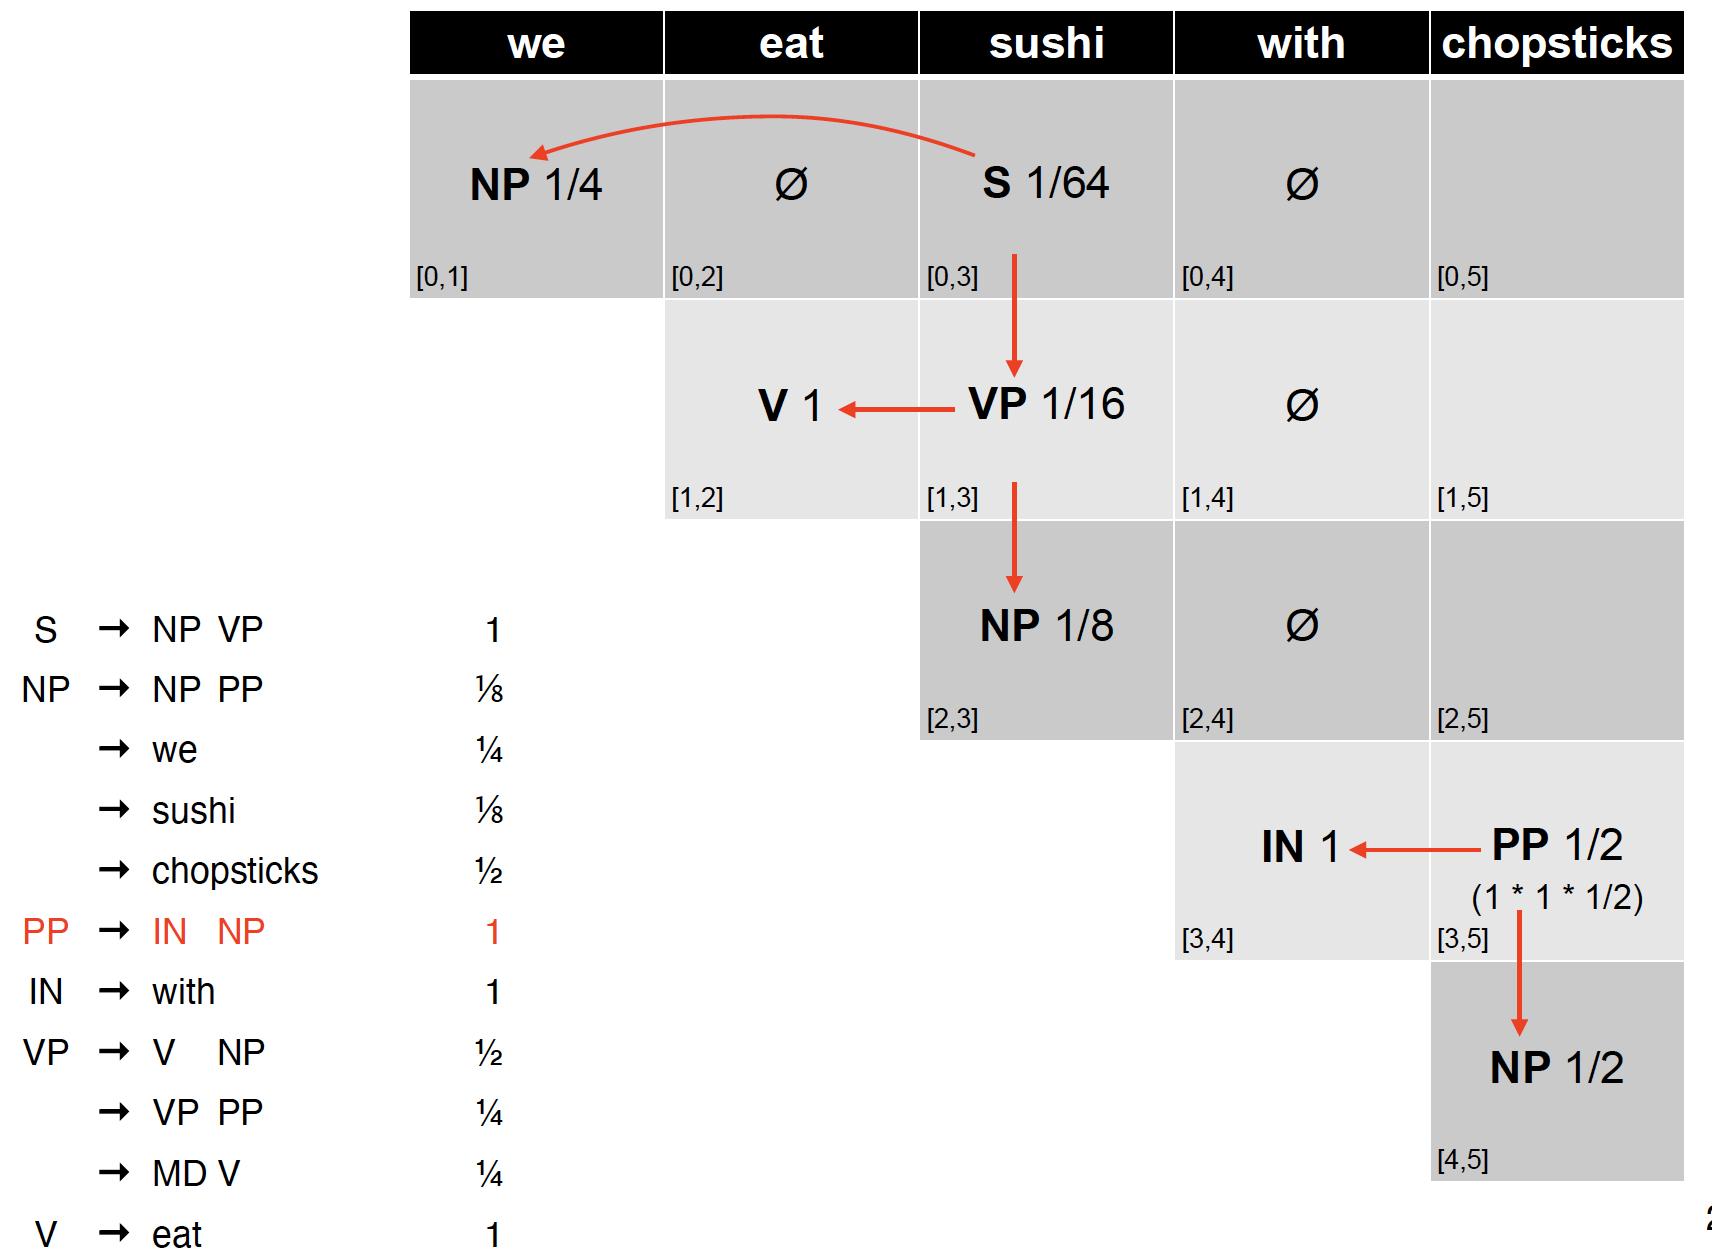 we eat sushi with chopsticks
NP 1/4 Ø S 1/64 Ø
[0,1] [0,2] [0,3] [0,4] [0,5]
V 1 VP 1/16 Ø
[1,2] [1,3] [1,4] [1,5]
NP 1/8 Ø
[2,3] [2,4] [2,5]
IN 1 PP 1/2
(1 * 1 * 1/2)
[3,4] [3,5]
NP 1/2
[4,5]
S → NP VP 1
NP → NP PP ⅛
→ we ¼
→ sushi ⅛
→ chopsticks ½
PP → IN NP 1
IN → with 1
VP → V NP ½
→ VP PP ¼
→ MD V ¼
V → eat 1